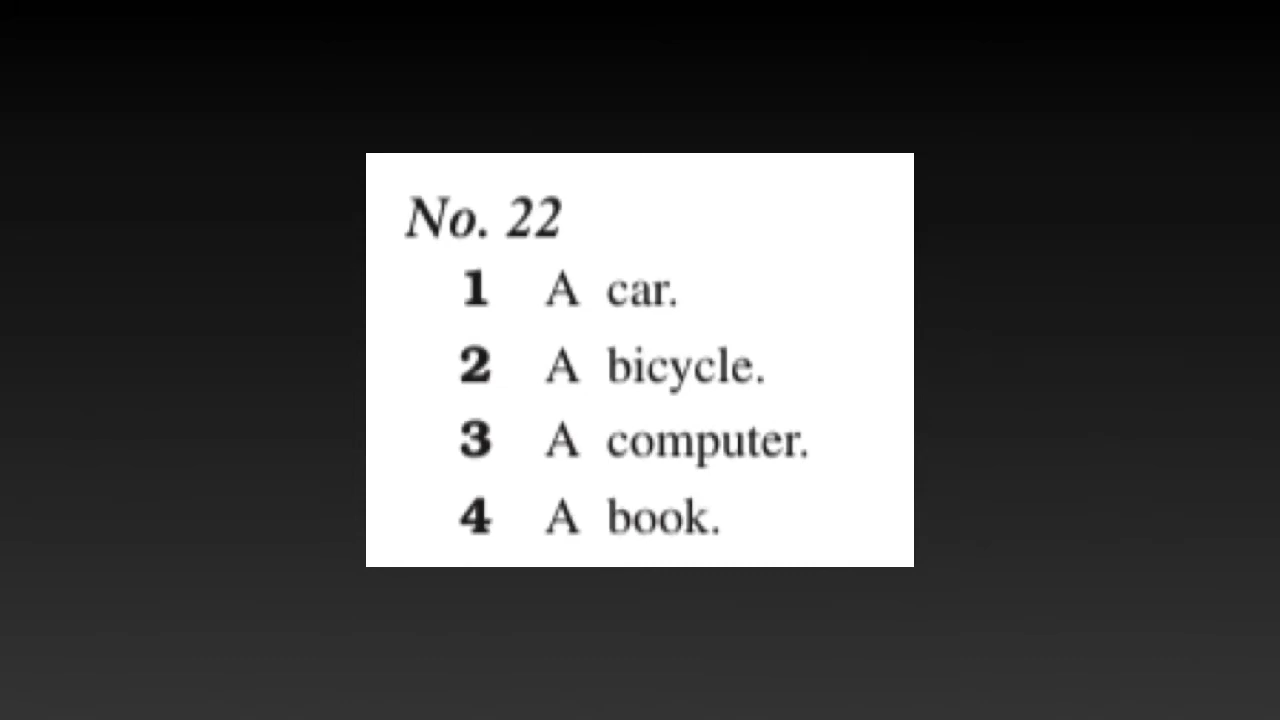 No. 22
1 A car.
2 A bicycle.
3 A computer.
4 A book.